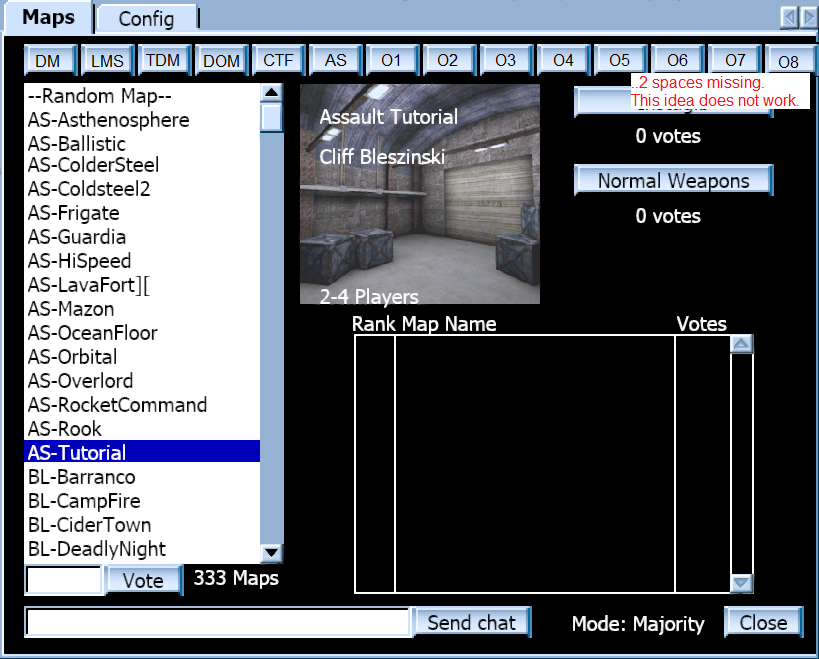 Maps
Config
DM LMS TDM DOM CTF AS O1 O2 O3 O4 O5 O6 O7 O8
--Random Map--
AS-Asthenosphere
AS-Ballistic
AS-ColderSteel
AS-Coldsteel2
AS-Frigate
AS-Guardia
AS-HiSpeed
AS-LavaFort][
AS-Mazon
AS-OceanFloor
AS-Orbital
AS-Overlord
AS-RocketCommand
AS-Rook
AS-Tutorial
BL-Barranco
BL-CampFire
BL-CiderTown
BL-DeadlyNight
Vote
333 Maps
Assault Tutorial
Cliff Bleszinski
2-4 Players
..2 spaces missing.
This idea does not work.
0 votes
Normal Weapons
0 votes
Rank Map Name Votes
Send chat
Mode: Majority
Close